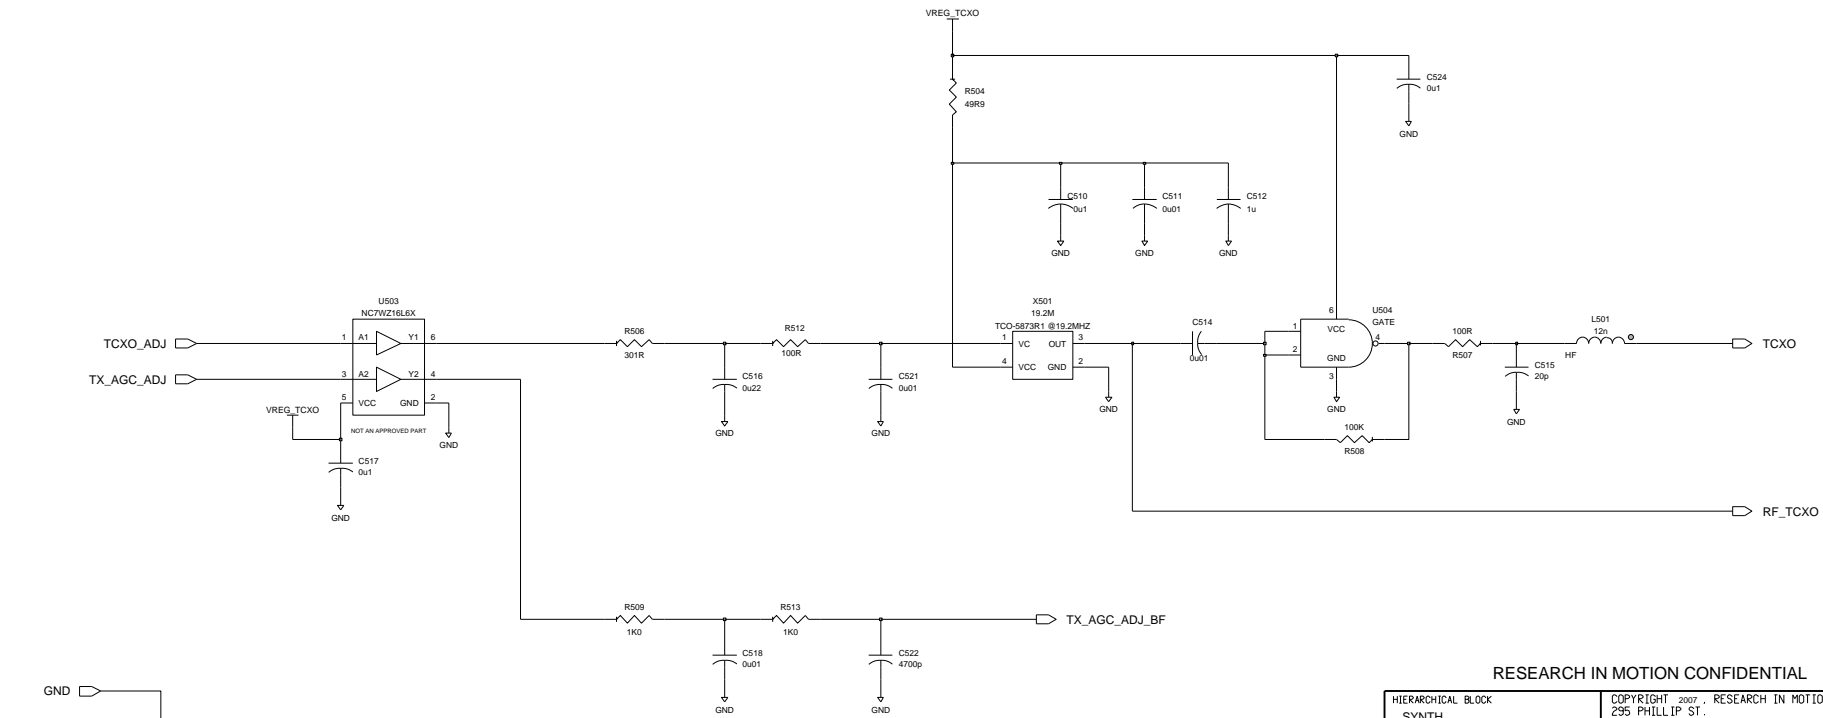 VREG_TCXO
C524
0u1
GND
R504
49R9
C510
0u1
GND
C511
0u01
GND
C512
1u
GND
U503
NC7WZ16L6X
TCXO_ADJ
1 A1 Y1 6
TX_AGC_ADJ
3 A2 Y2 4
5 VCC GND 2
VREG_TCXO
NOT AN APPROVED PART
GND
C517
0u1
GND
R506
301R
R512
100R
C516
0u22
GND
C521
0u01
GND
X501
19.2M
TCO-5873R1 @19.2MHZ
1 VC OUT 3
4 VCC GND 2
GND
C514
0u01
U504
GATE
6
VCC
1
2
4
GND
3
GND
100K
R508
100R
R507
L501
12n
HF
C515
20p
GND
TCXO
RF_TCXO
R509
1K0
R513
1K0
TX_AGC_ADJ_BF
C518
0u01
GND
C522
4700p
GND
GND
RESEARCH IN MOTION CONFIDENTIAL
HIERARCHICAL BLOCK
SYNTH
COPYRIGHT 2007 , RESEARCH IN MOTIO
295 PHILLIP ST.